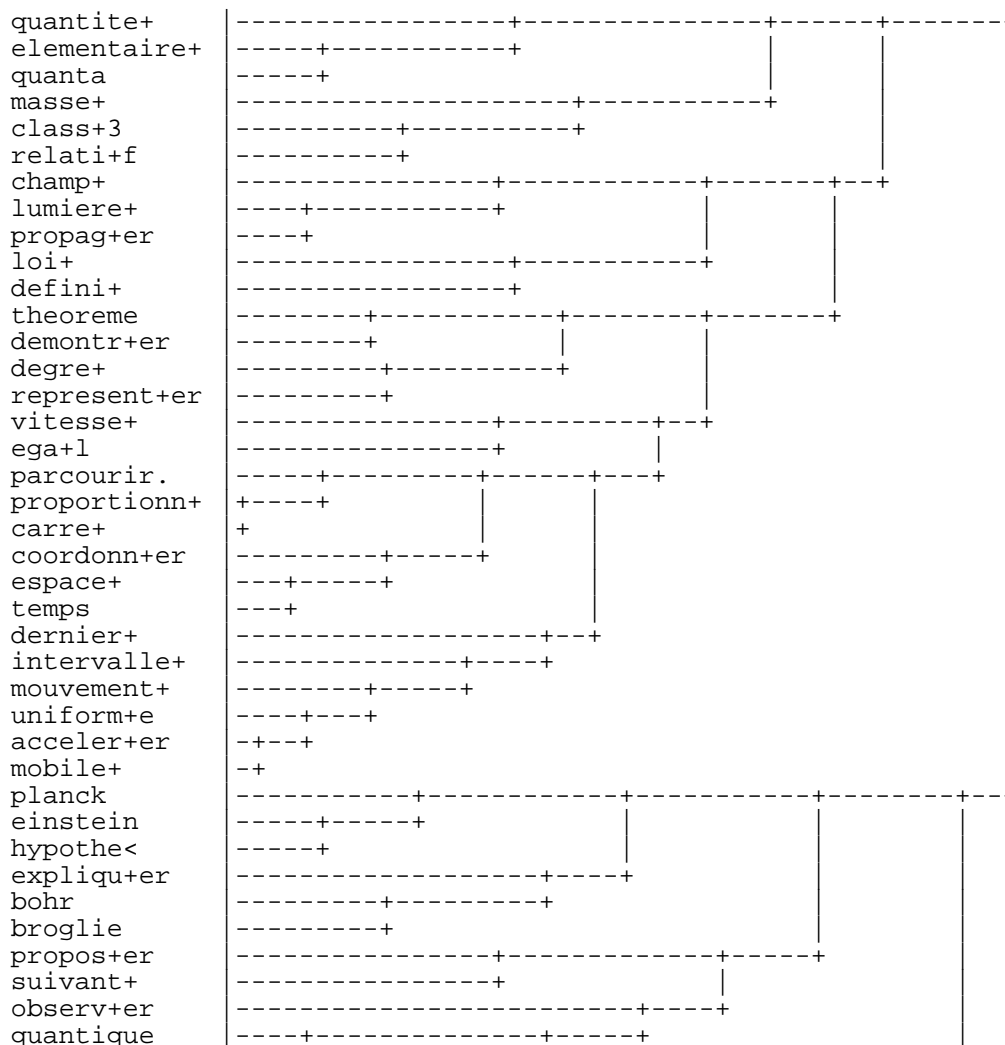 quantite+
elementaire+
quanta
masse+
class+3
relati+f
champ+
lumiere+
propag+er
loi+
defini+
theoreme
demontr+er
degre+
represent+er
vitesse+
ega+l
parcourir.
proportionn+
carre+
coordonn+er
espace+
temps
dernier+
intervalle+
mouvement+
uniform+e
acceler+er
mobile+
planck
einstein
hypothe<
expliqu+er
bohr
broglie
propos+er
suivant+
observ+er
quantique